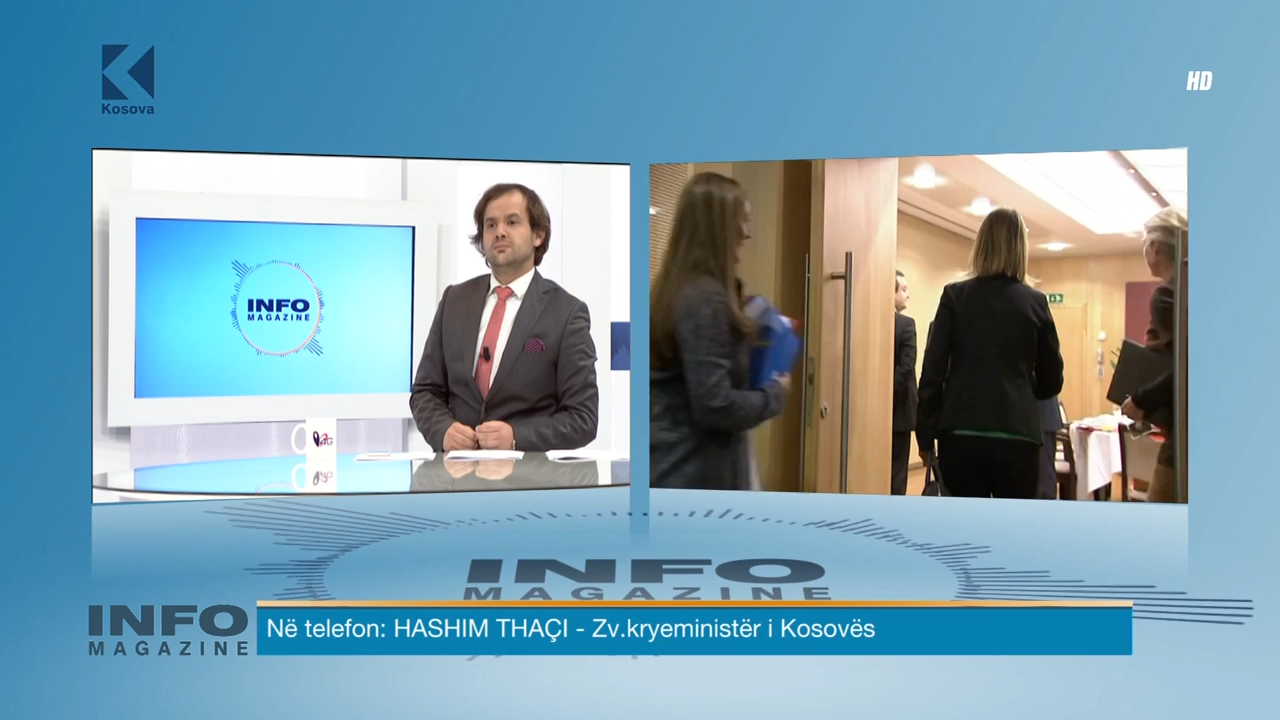 Kosova
HD
INFO
MAGAZINE
INFO
MAGAZINE
INFO
MAGAZINE
Në telefon: HASHIM THAÇI - Zv.kryeministër i Kosovës